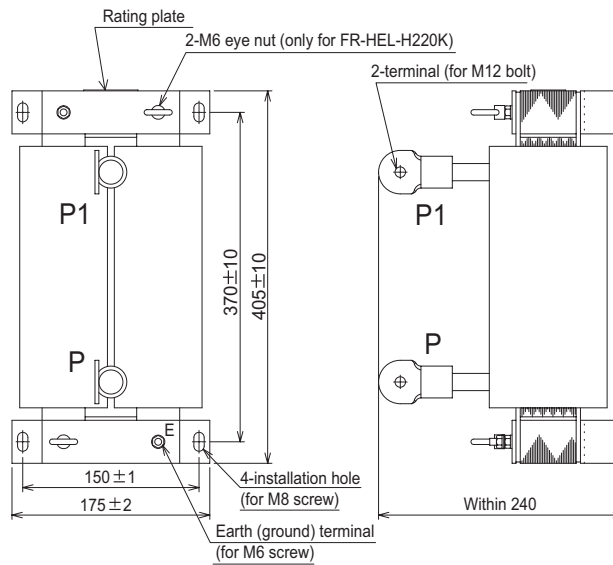 Rating plate
2-M6 eye nut (only for FR-HEL-H220K)
2-terminal (for M12 bolt)
P1
P1
370±10
405±10
P
P
E
150±1
4-installation hole
(for M8 screw)
175±2
Within 240
Earth (ground) terminal
(for M6 screw)